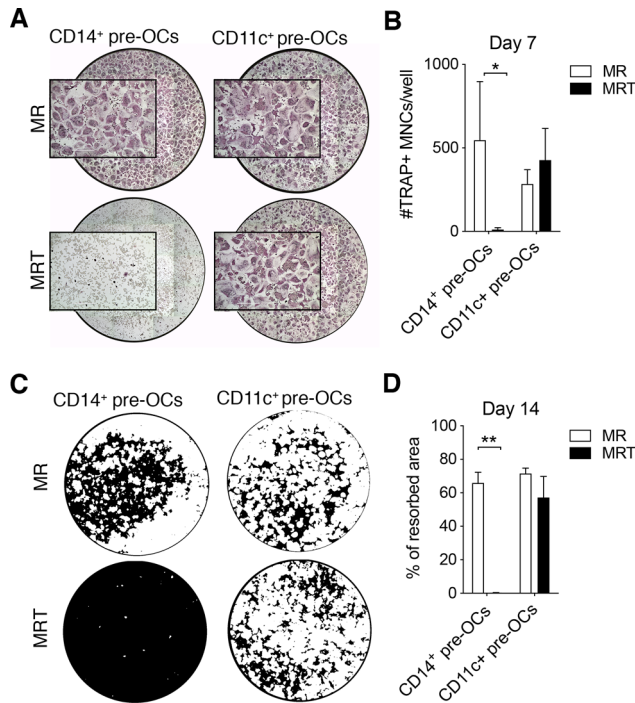 A
CD14⁺ pre-OCs CD11c⁺ pre-OCs
MR
MRT
B
Day 7
#TRAP+ MNCs/well
1000
500
0
*
MR
MRT
CD14⁺ pre-OCs
CD11c+ pre-OCs
C
CD14⁺ pre-OCs CD11c⁺ pre-OCs
MR
MRT
D
Day 14
% of resorbed area
100
80
60
40
20
0
**
MR
MRT
CD14⁺ pre-OCs
CD11c+ pre-OCs